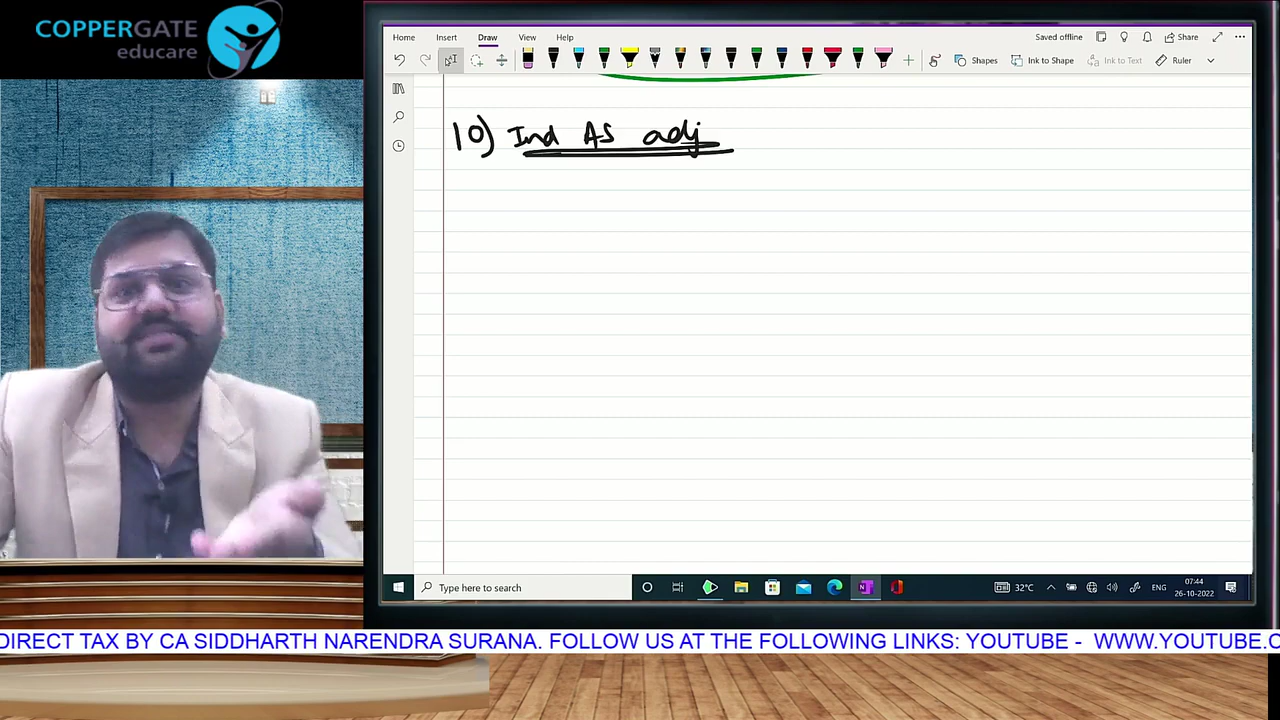 COPPERGATE
educare
Home Insert Draw View Help
Saved offline
Share
Shapes
Ink to Shape
Ink to Text
Ruler
10) Ind AS adj
Type here to search
32°C
ENG
07:44
26-10-2022
DIRECT TAX BY CA SIDDHARTH NARENDRA SURANA. FOLLOW US AT THE FOLLOWING LINKS: YOUTUBE - WWW.YOUTUBE.C